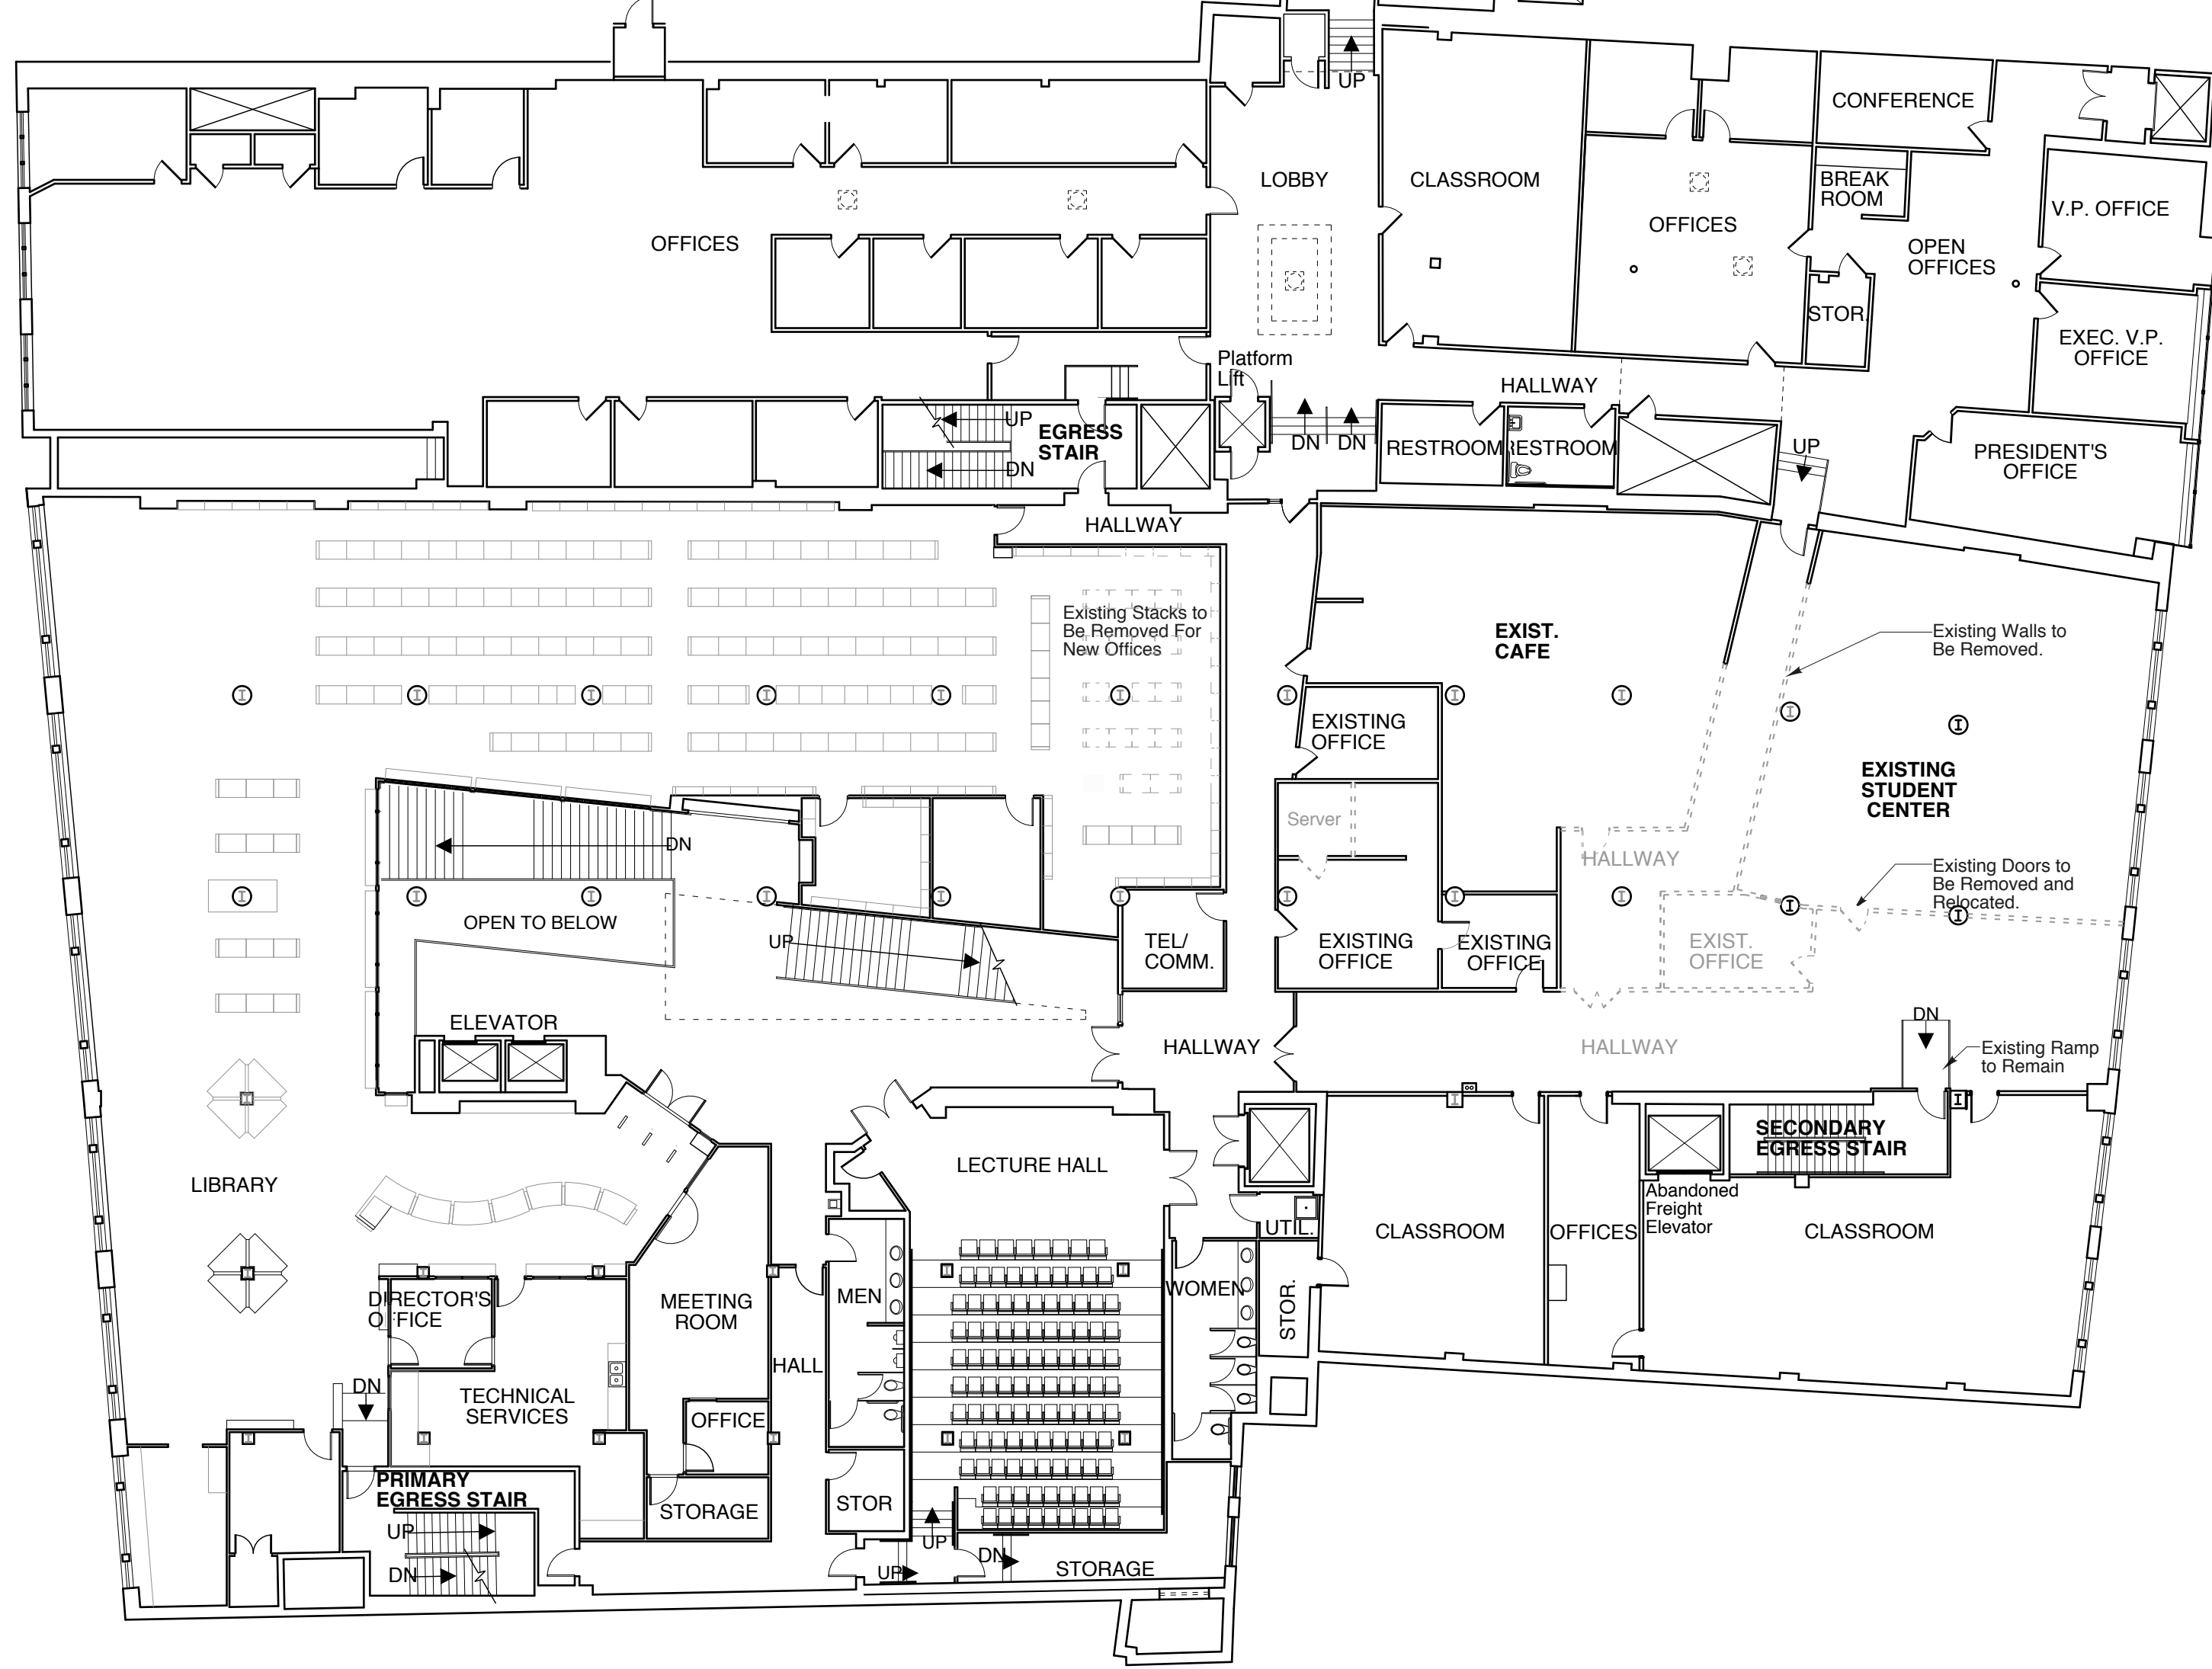 UP
CONFERENCE
LOBBY
CLASSROOM
BREAK
ROOM
V.P. OFFICE
OFFICES
OFFICES
OPEN
OFFICES
STOR.
EXEC. V.P.
OFFICE
Platform
Lift
HALLWAY
UP
EGRESS
STAIR
DN
DN
DN
RESTROOM
RESTROOM
UP
PRESIDENT'S
OFFICE
HALLWAY
Existing Stacks to
Be Removed For
New Offices
EXIST.
CAFE
Existing Walls to
Be Removed.
EXISTING
OFFICE
EXISTING
STUDENT
CENTER
Server
DN
HALLWAY
Existing Doors to
Be Removed and
Relocated.
OPEN TO BELOW
UP
TEL/
COMM.
EXISTING
OFFICE
EXISTING
OFFICE
EXIST.
OFFICE
ELEVATOR
HALLWAY
HALLWAY
DN
Existing Ramp
to Remain
LECTURE HALL
SECONDARY
EGRESS STAIR
LIBRARY
Abandoned
Freight
Elevator
UTIL.
CLASSROOM
OFFICES
CLASSROOM
DIRECTOR'S
OFFICE
MEETING
ROOM
MEN
WOMEN
STOR.
HALL
DN
TECHNICAL
SERVICES
OFFICE
PRIMARY
EGRESS STAIR
STORAGE
STOR
UP
DN
UP
UP
DN
STORAGE